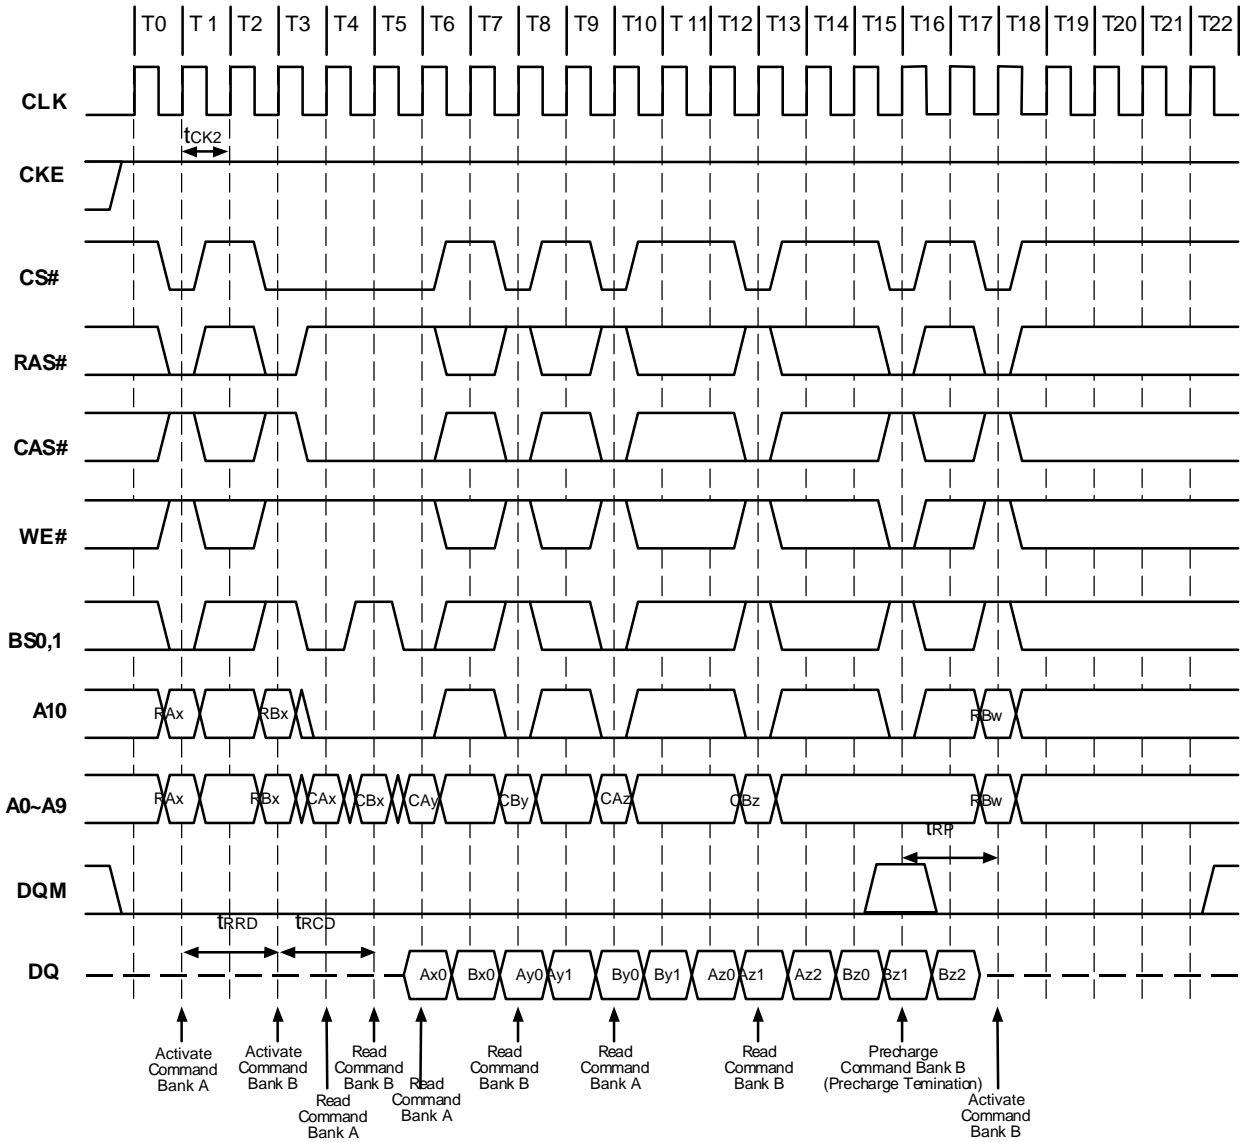 T0 T 1 T2 T3 T4 T5 T6 T7 T8 T9 T10 T 11 T12 T13 T14 T15 T16 T17 T18 T19 T20 T21 T22
CLK
tCK2
CKE
CS#
RAS#
CAS#
WE#
BS0,1
A10
RAx RBx RBw
A0~A9
RAx RBx CAx CBx CAy CBy CAz CBz RBw
tRP
DQM
tRRD tRCD
DQ
Ax0 Bx0 Ay0 Ay1 By0 By1 Az0 Az1 Az2 Bz0 Bz1 Bz2
Activate
Command
Bank A
Activate
Command
Bank B
Read
Command
Bank A
Read
Command
Bank B
Read
Command
Bank A
Read
Command
Bank B
Read
Command
Bank A
Read
Command
Bank B
Precharge
Command Bank B
(Precharge Temination)
Activate
Command
Bank B